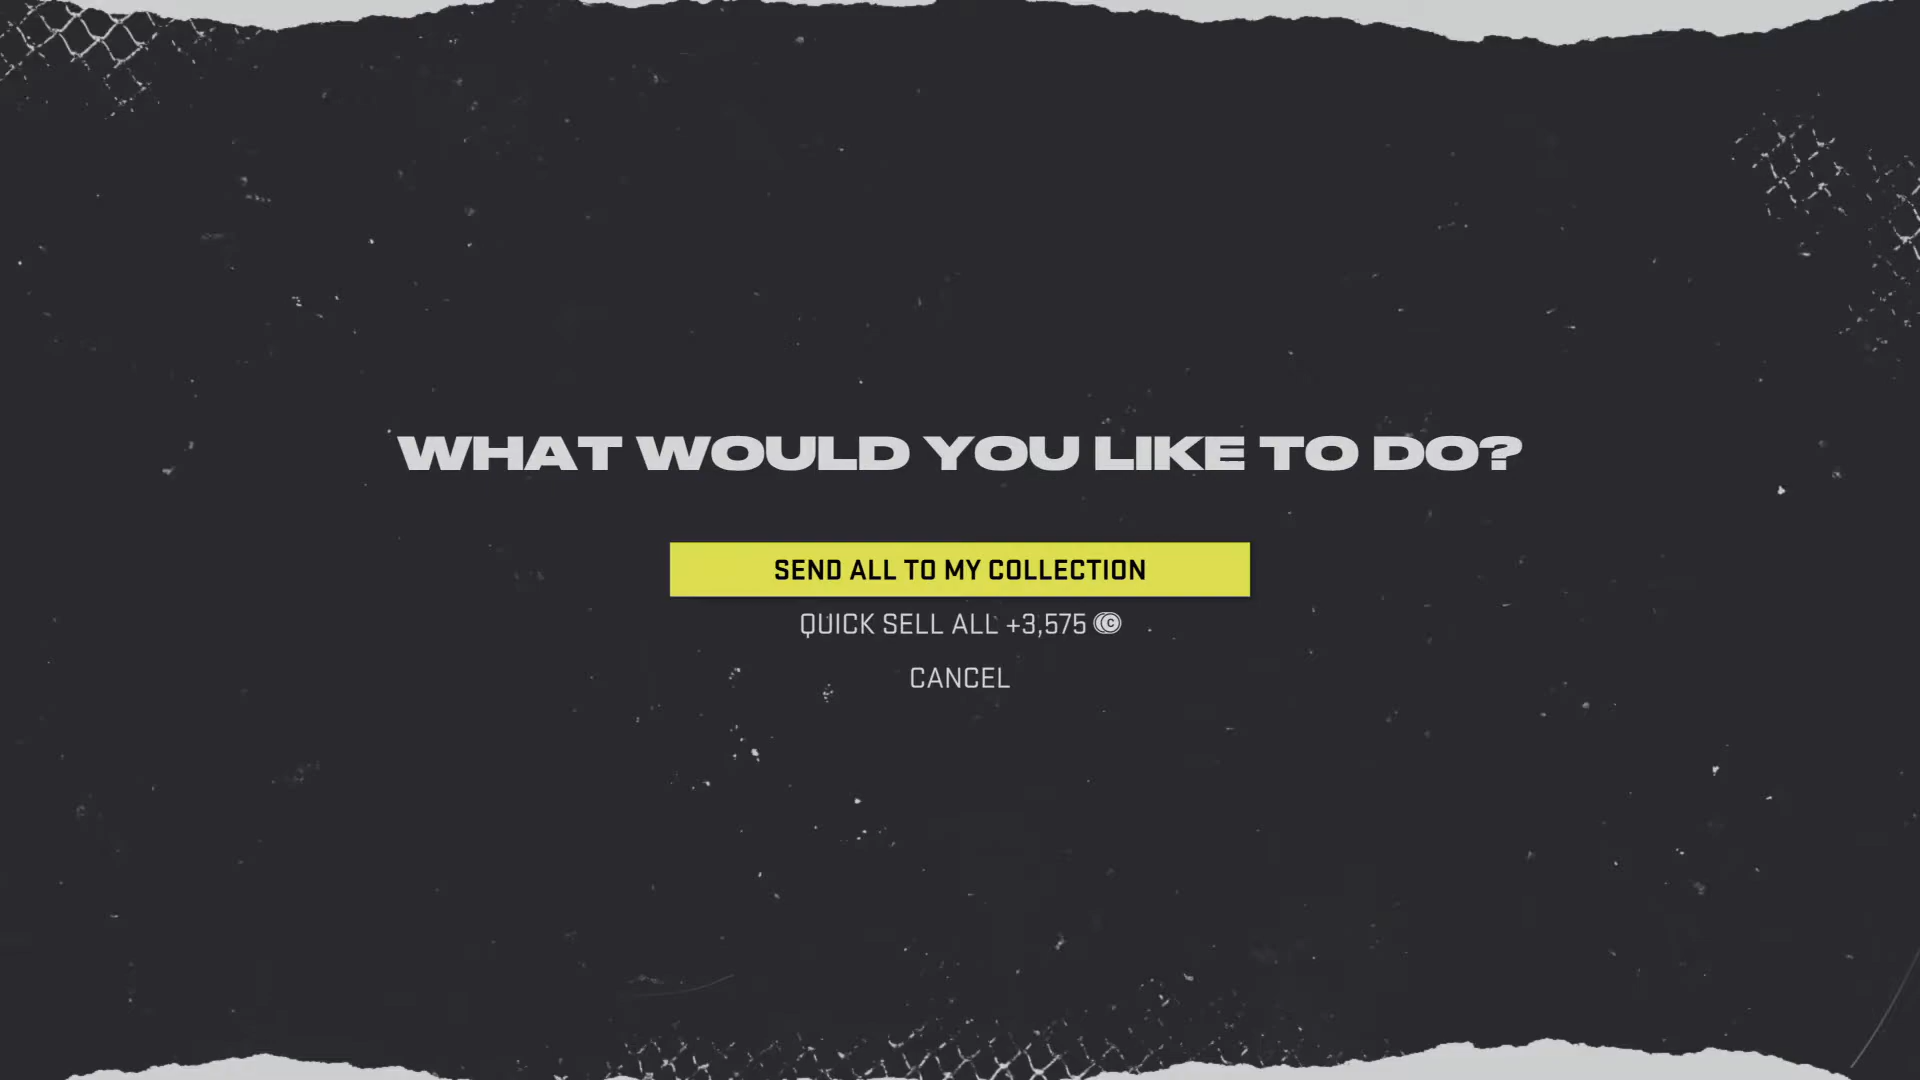 WHAT WOULD YOU LIKE TO DO?
SEND ALL TO MY COLLECTION
QUICK SELL ALL +3,575 C
CANCEL